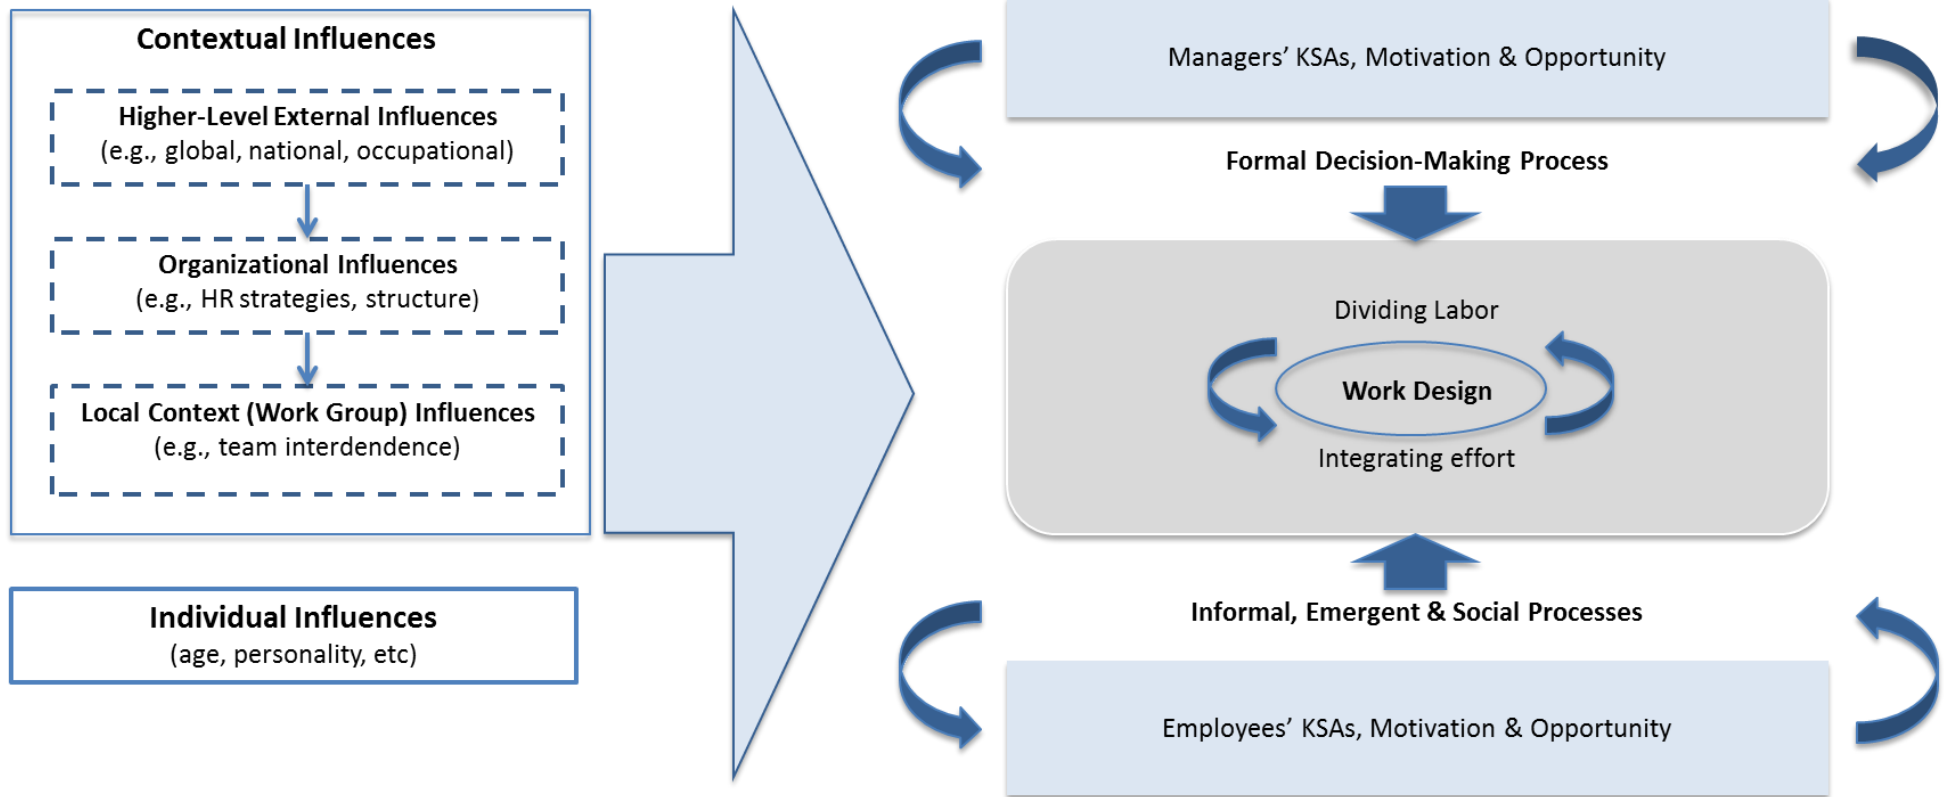 Contextual Influences
Higher-Level External Influences
(e.g., global, national, occupational)
Organizational Influences
(e.g., HR strategies, structure)
Local Context (Work Group) Influences
(e.g., team interdendence)
Individual Influences
(age, personality, etc)
Managers’ KSAs, Motivation & Opportunity
Formal Decision-Making Process
Dividing Labor
Work Design
Integrating effort
Informal, Emergent & Social Processes
Employees’ KSAs, Motivation & Opportunity